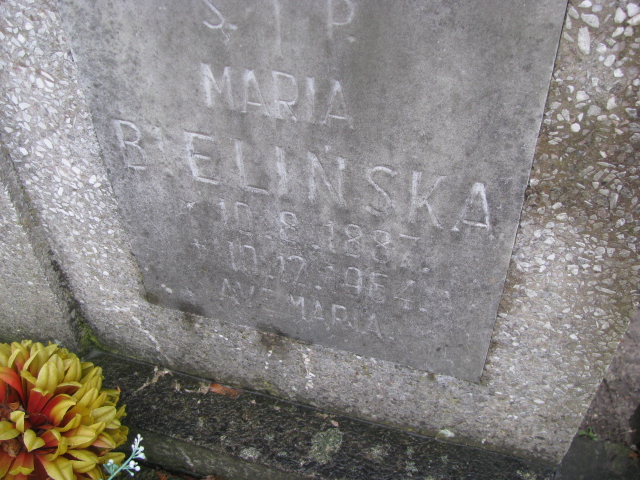 Ś. † P.
MARIA
BIELIŃSKA
* 10.8.1887.
† 10.12.1964.
AVE MARIA